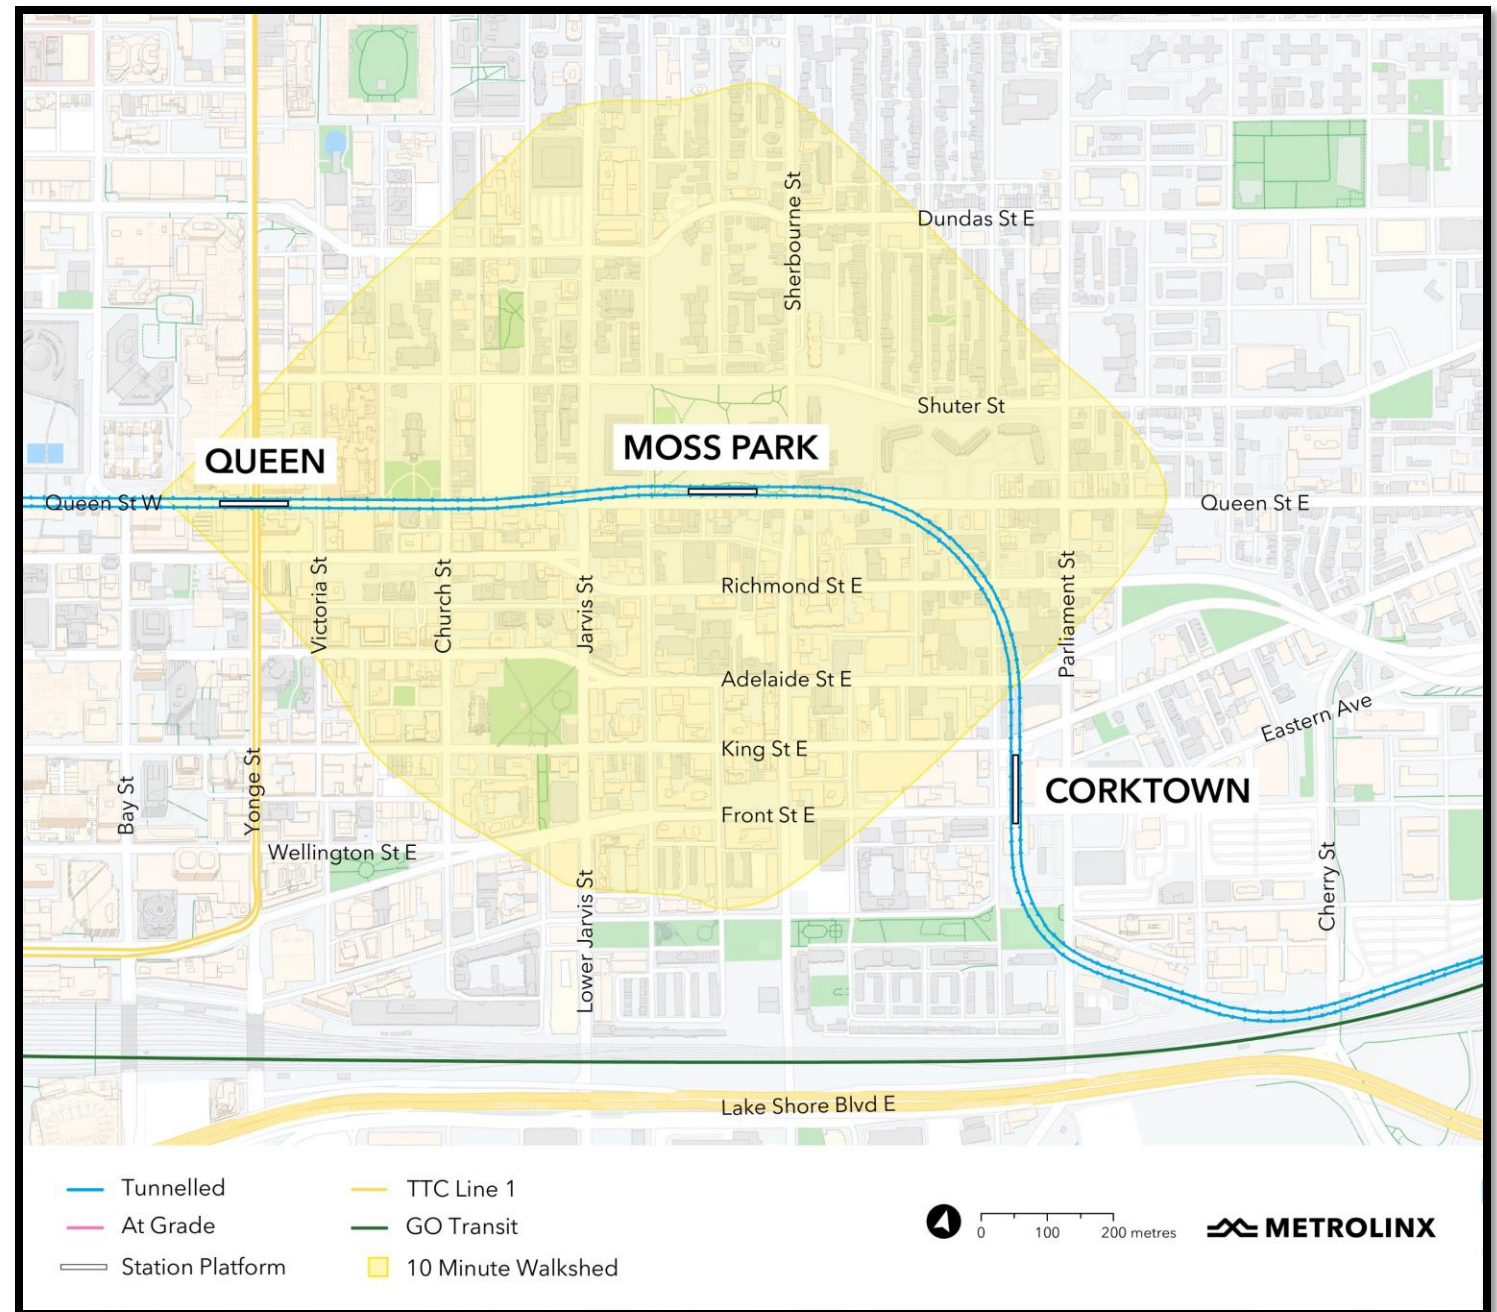 Sherbourne St
Dundas St E
Shuter St
MOSS PARK
QUEEN
Queen St W
Queen St E
Victoria St
Church St
Jarvis St
Richmond St E
Parliament St
Adelaide St E
Eastern Ave
King St E
Bay St
Yonge St
CORKTOWN
Front St E
Wellington St E
Lower Jarvis St
Cherry St
Lake Shore Blvd E
Tunnelled
At Grade
Station Platform
TTC Line 1
GO Transit
10 Minute Walkshed
0 100 200 metres
METROLINX